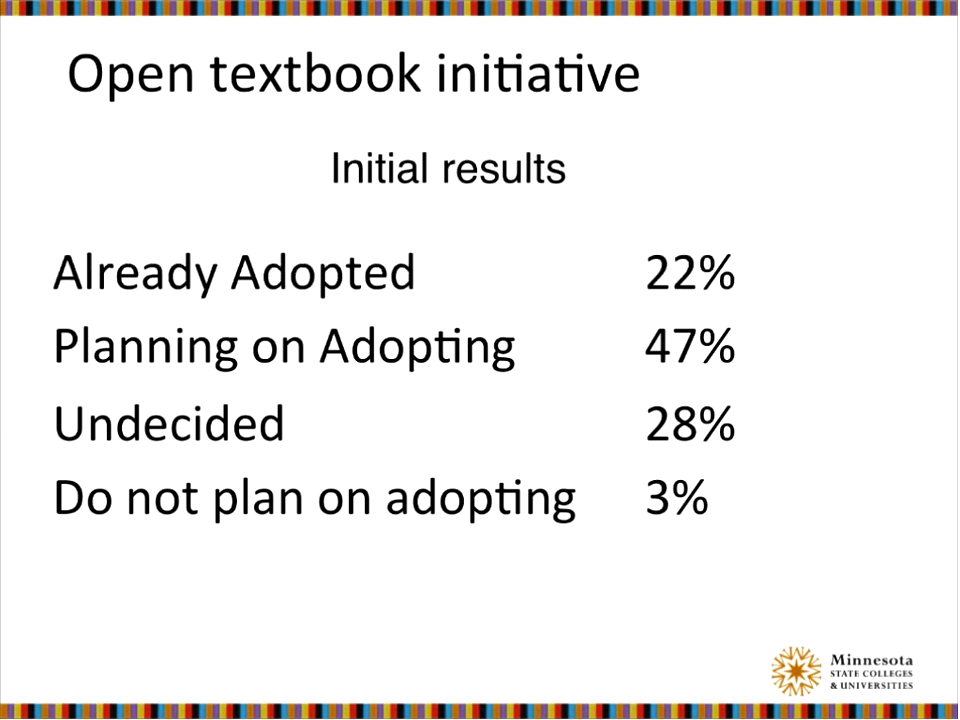 Open textbook initiative
Initial results
Already Adopted 22%
Planning on Adopting 47%
Undecided 28%
Do not plan on adopting 3%
Minnesota
STATE COLLEGES
& UNIVERSITIES